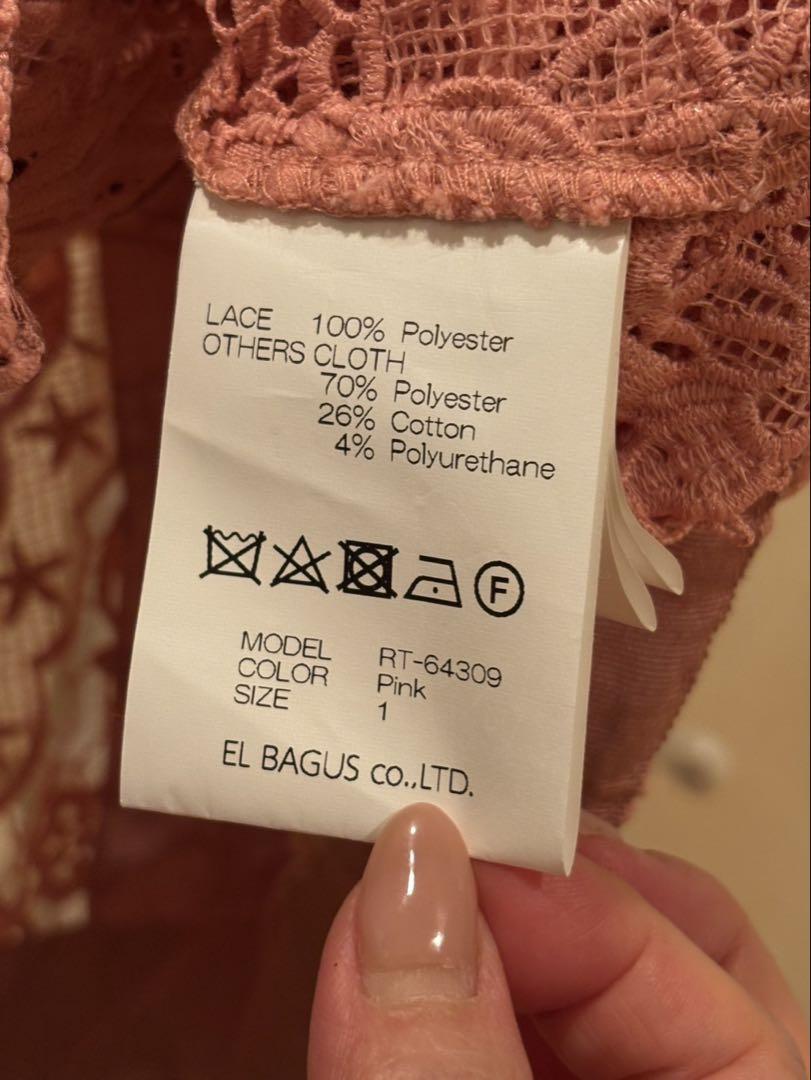 LACE 100% Polyester
OTHERS CLOTH
70% Polyester
26% Cotton
4% Polyurethane
F
MODEL RT-64309
COLOR Pink
SIZE 1
EL BAGUS co.,LTD.